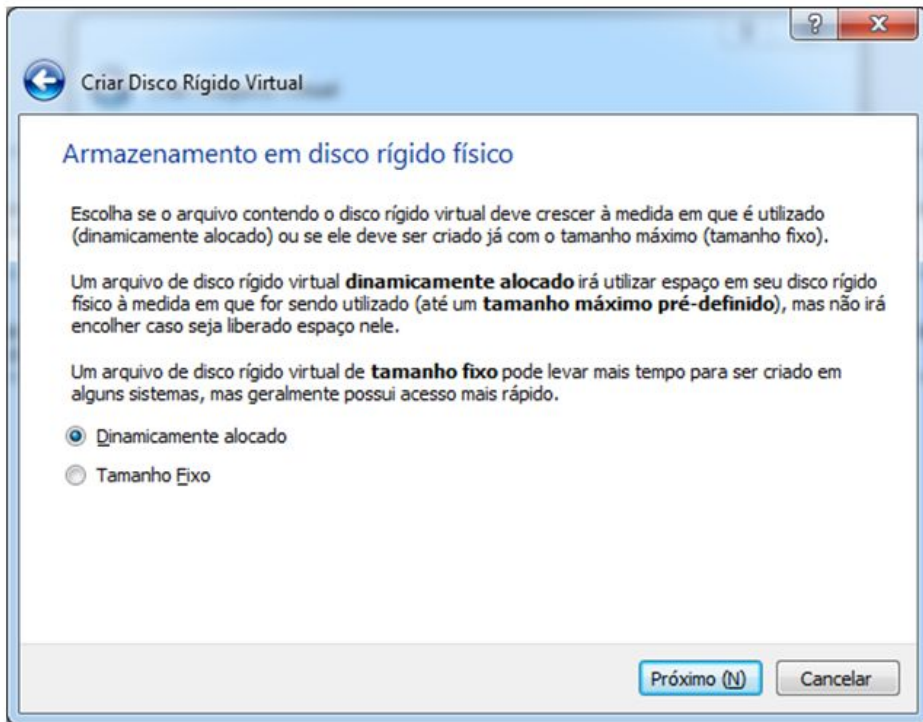 Criar Disco Rígido Virtual
Armazenamento em disco rígido físico
Escolha se o arquivo contendo o disco rígido virtual deve crescer à medida em que é utilizado
(dinamicamente alocado) ou se ele deve ser criado já com o tamanho máximo (tamanho fixo).
Um arquivo de disco rígido virtual dinamicamente alocado irá utilizar espaço em seu disco rígido
físico à medida em que for sendo utilizado (até um tamanho máximo pré-definido), mas não irá
encolher caso seja liberado espaço nele.
Um arquivo de disco rígido virtual de tamanho fixo pode levar mais tempo para ser criado em
alguns sistemas, mas geralmente possui acesso mais rápido.
Dinamicamente alocado
Tamanho Fixo
Próximo (N) Cancelar